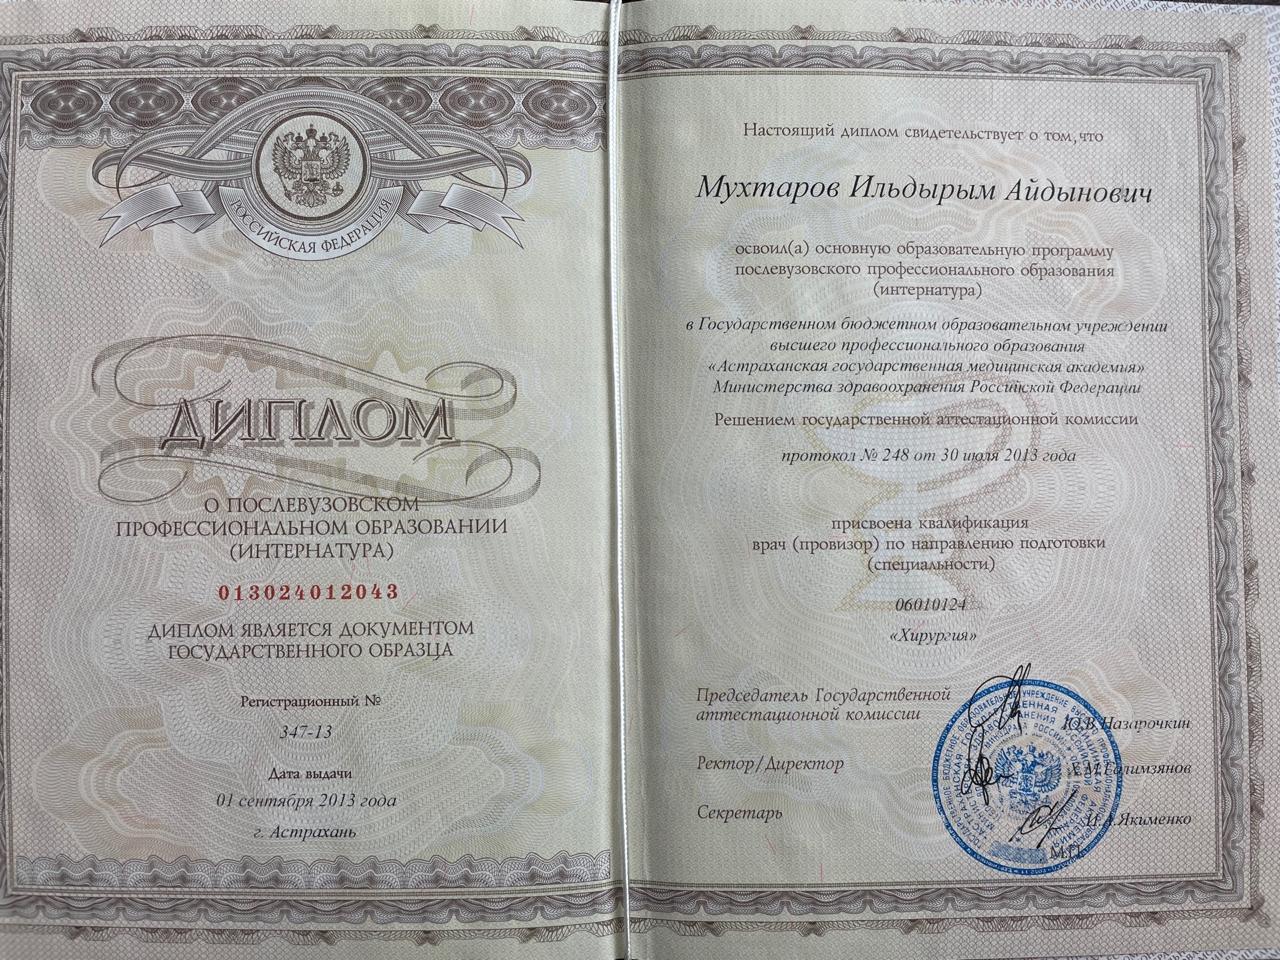 РОССИЙСКАЯ ФЕДЕРАЦИЯ
ДИПЛОМ
О ПОСЛЕВУЗОВСКОМ
ПРОФЕССИОНАЛЬНОМ ОБРАЗОВАНИИ
(ИНТЕРНАТУРА)
013024012043
ДИПЛОМ ЯВЛЯЕТСЯ ДОКУМЕНТОМ
ГОСУДАРСТВЕННОГО ОБРАЗЦА
Регистрационный №
347-13
Дата выдачи
01 сентября 2013 года
г. Астрахань
Настоящий диплом свидетельствует о том, что
Мухтаров Ильдырым Айдынович
освоил(а) основную образовательную программу
послевузовского профессионального образования
(интернатура)
в Государственном бюджетном образовательном учреждении
высшего профессионального образования
«Астраханская государственная медицинская академия»
Министерства здравоохранения Российской Федерации
Решением государственной аттестационной комиссии
протокол № 248 от 30 июля 2013 года
присвоена квалификация
врач (провизор) по направлению подготовки
(специальности)
06010124
«Хирургия»
Председатель Государственной
аттестационной комиссии
Ю.В.Назарочкин
Ректор/Директор
Х.М.Галимзянов
Секретарь
И.А.Якименко
М.П.